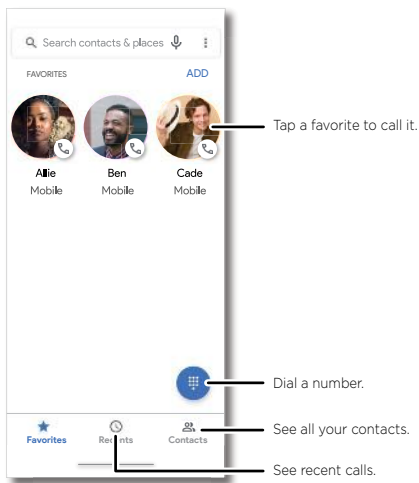 Search contacts & places
FAVORITES ADD
Tap a favorite to call it.
Allie Ben Cade
Mobile Mobile Mobile
Dial a number.
See all your contacts.
Favorites Recents Contacts
See recent calls.